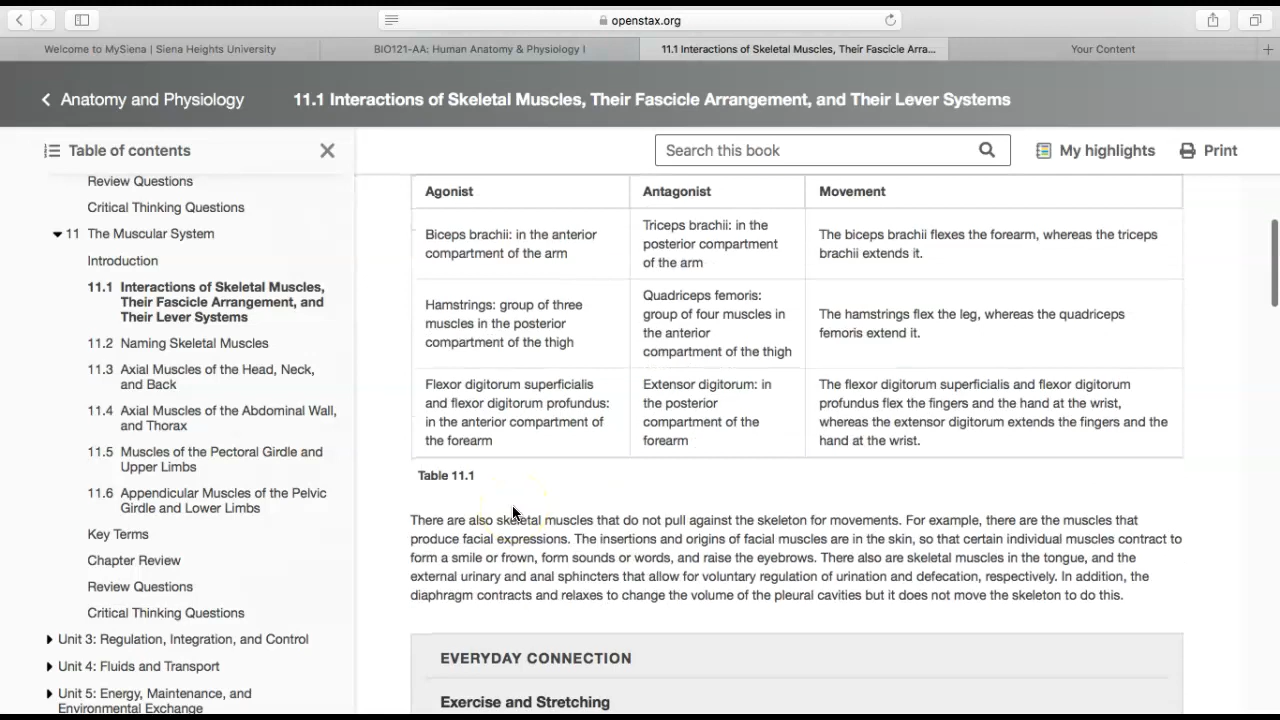 openstax.org
Welcome to MySiena | Siena Heights University
BIO121-AA: Human Anatomy & Physiology I
11.1 Interactions of Skeletal Muscles, Their Fascicle Arra...
Your Content
Anatomy and Physiology
11.1 Interactions of Skeletal Muscles, Their Fascicle Arrangement, and Their Lever Systems
Table of contents
Search this book
My highlights
Print
Review Questions
Critical Thinking Questions
11 The Muscular System
Introduction
11.1 Interactions of Skeletal Muscles,
Their Fascicle Arrangement, and
Their Lever Systems
11.2 Naming Skeletal Muscles
11.3 Axial Muscles of the Head, Neck,
and Back
11.4 Axial Muscles of the Abdominal Wall,
and Thorax
11.5 Muscles of the Pectoral Girdle and
Upper Limbs
11.6 Appendicular Muscles of the Pelvic
Girdle and Lower Limbs
Key Terms
Chapter Review
Review Questions
Critical Thinking Questions
Unit 3: Regulation, Integration, and Control
Unit 4: Fluids and Transport
Unit 5: Energy, Maintenance, and
Environmental Exchange
Agonist
Antagonist
Movement
Biceps brachii: in the anterior
compartment of the arm
Triceps brachii: in the
posterior compartment
of the arm
The biceps brachii flexes the forearm, whereas the triceps
brachii extends it.
Hamstrings: group of three
muscles in the posterior
compartment of the thigh
Quadriceps femoris:
group of four muscles in
the anterior
compartment of the thigh
The hamstrings flex the leg, whereas the quadriceps
femoris extend it.
Flexor digitorum superficialis
and flexor digitorum profundus:
in the anterior compartment of
the forearm
Extensor digitorum: in
the posterior
compartment of the
forearm
The flexor digitorum superficialis and flexor digitorum
profundus flex the fingers and the hand at the wrist,
whereas the extensor digitorum extends the fingers and the
hand at the wrist.
Table 11.1
There are also skeletal muscles that do not pull against the skeleton for movements. For example, there are the muscles that
produce facial expressions. The insertions and origins of facial muscles are in the skin, so that certain individual muscles contract to
form a smile or frown, form sounds or words, and raise the eyebrows. There also are skeletal muscles in the tongue, and the
external urinary and anal sphincters that allow for voluntary regulation of urination and defecation, respectively. In addition, the
diaphragm contracts and relaxes to change the volume of the pleural cavities but it does not move the skeleton to do this.
EVERYDAY CONNECTION
Exercise and Stretching